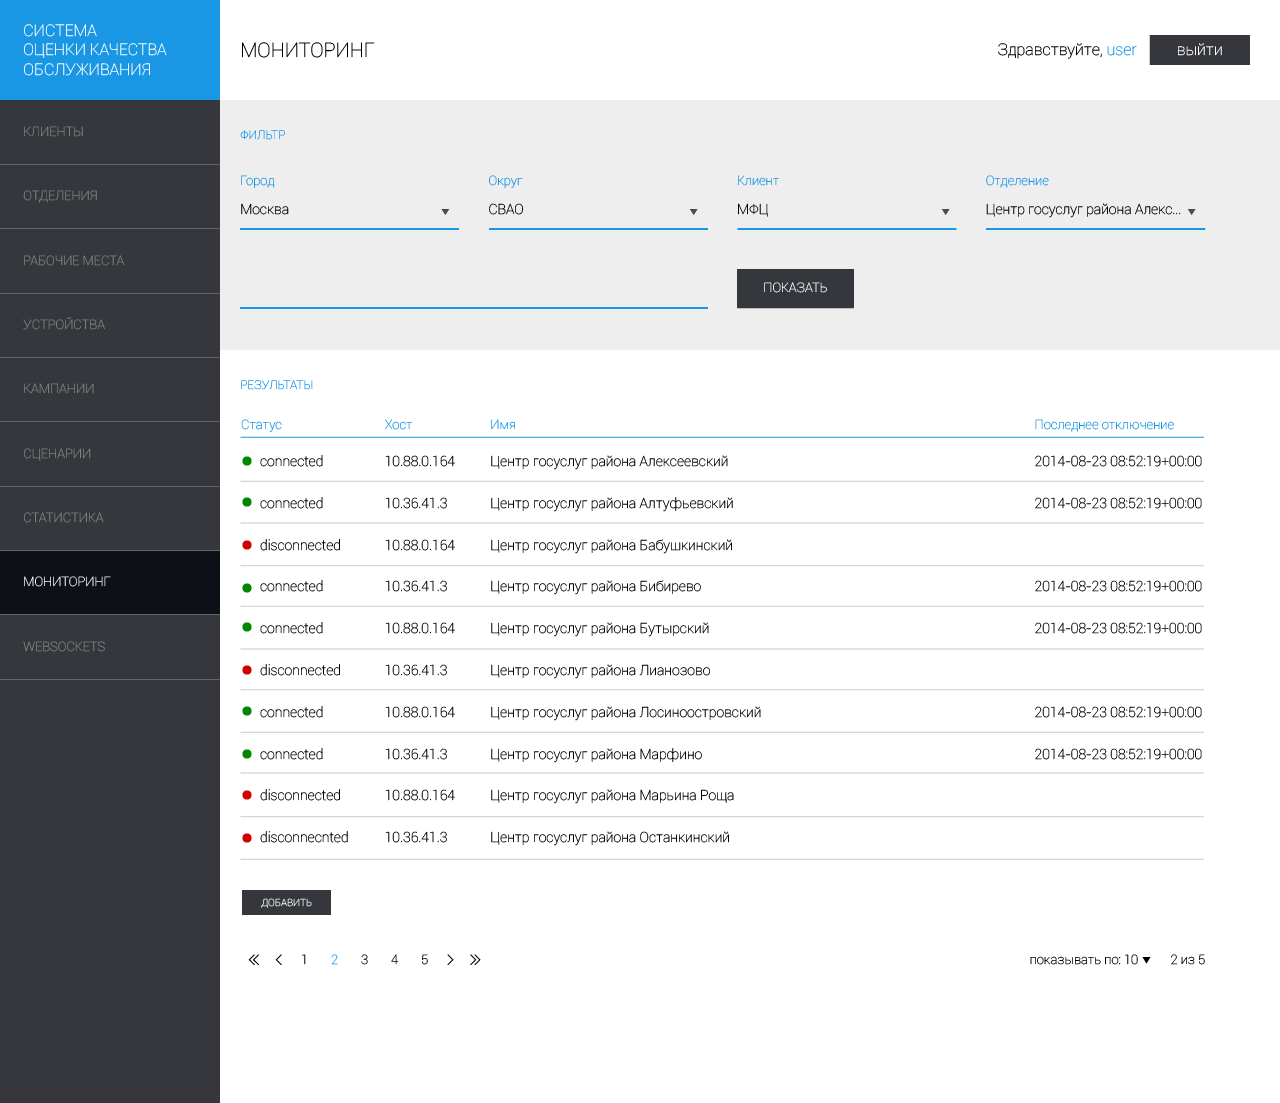 СИСТЕМА
ОЦЕНКИ КАЧЕСТВА
ОБСЛУЖИВАНИЯ
МОНИТОРИНГ
Здравствуйте, user
ВЫЙТИ
КЛИЕНТЫ
ОТДЕЛЕНИЯ
РАБОЧИЕ МЕСТА
УСТРОЙСТВА
КАМПАНИИ
СЦЕНАРИИ
СТАТИСТИКА
МОНИТОРИНГ
WEBSOCKETS
ФИЛЬТР
Город Округ Клиент Отделение
Москва СВАО МФЦ Центр госуслуг района Алекс...
ПОКАЗАТЬ
РЕЗУЛЬТАТЫ
Статус Хост Имя Последнее отключение
connected 10.88.0.164 Центр госуслуг района Алексеевский 2014-08-23 08:52:19+00:00
connected 10.36.41.3 Центр госуслуг района Алтуфьевский 2014-08-23 08:52:19+00:00
disconnected 10.88.0.164 Центр госуслуг района Бабушкинский
connected 10.36.41.3 Центр госуслуг района Бибирево 2014-08-23 08:52:19+00:00
connected 10.88.0.164 Центр госуслуг района Бутырский 2014-08-23 08:52:19+00:00
disconnected 10.36.41.3 Центр госуслуг района Лианозово
connected 10.88.0.164 Центр госуслуг района Лосиноостровский 2014-08-23 08:52:19+00:00
connected 10.36.41.3 Центр госуслуг района Марфино 2014-08-23 08:52:19+00:00
disconnected 10.88.0.164 Центр госуслуг района Марьина Роща
disconnecnted 10.36.41.3 Центр госуслуг района Останкинский
ДОБАВИТЬ
1 2 3 4 5 показывать по: 10 2 из 5